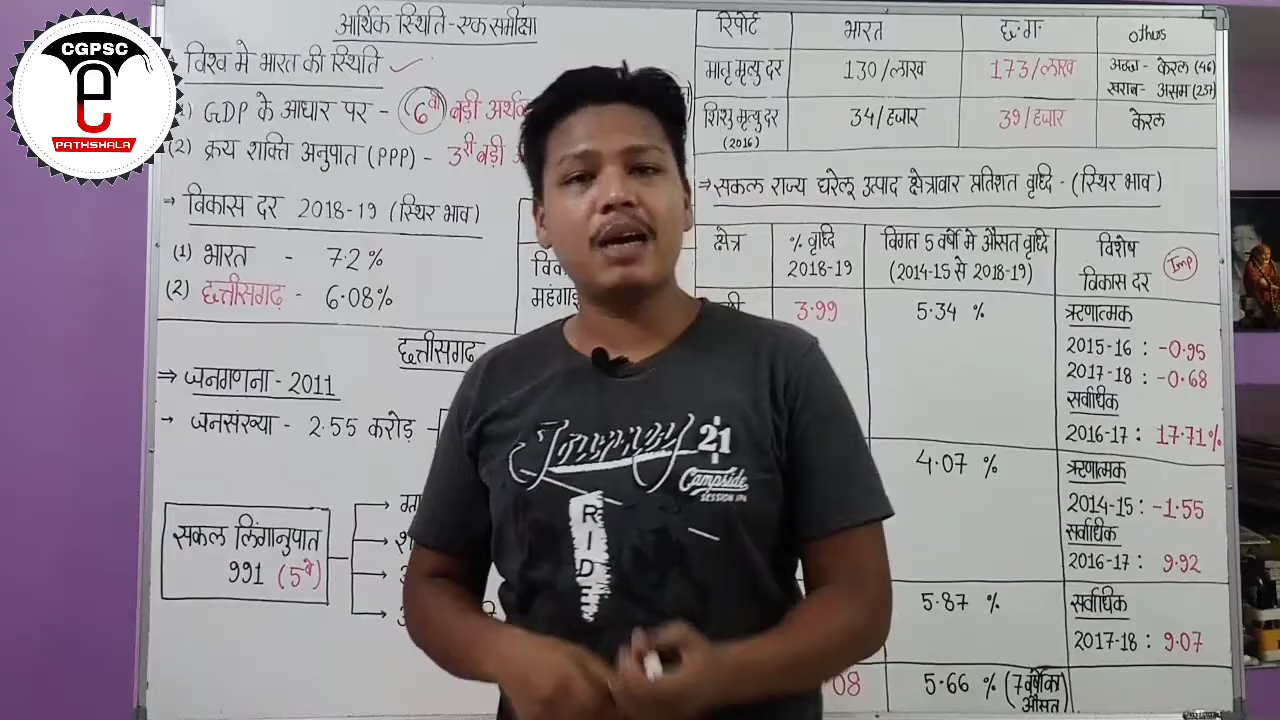 CGPSC
e
PATHSHALA
आर्थिक स्थिति - एक समीक्षा
→ विश्व मे भारत की स्थिति ✓
1) GDP के आधार पर - 6वी बड़ी
(2) क्रय शक्ति अनुपात (PPP) - 3री बड़ी
→ विकास दर 2018-19 (स्थिर भाव)
(1) भारत - 7.2 %
(2) छत्तीसगढ़ - 6.08%
महंगाई
छत्तीसगढ़
⇒ जनगणना - 2011
→ जनसंख्या - 2.55 करोड़ -
सकल लिंगानुपात
991 (5वे)
रिपोर्ट भारत छ.ग. others
मातृ मृत्यु दर 130/लाख 173/लाख अच्छा - केरल (46)
खराब - असम (237)
शिशु मृत्यु दर 34/हजार 39/हजार केरल
(2016)
⇒ सकल राज्य घरेलू उत्पाद क्षेत्रावार प्रतिशत वृध्दि - (स्थिर भाव)
क्षेत्र % वृध्दि विगत 5 वर्षो मे औसत वृध्दि विशेष Imp
2018-19 (2014-15 से 2018-19) विकास दर
3.99 5.34 % ऋणात्मक
2015-16 : -0.95
2017-18 : -0.68
सर्वाधिक
2016-17 : 17.71%
4.07 % ऋणात्मक
2014-15 : -1.55
सर्वाधिक
2016-17 : 9.92
5.87 % सर्वाधिक
2017-18 : 9.07
08 5.66 % (7 वर्षो का
औसत)
21
Campside
SESSION IPA
RIDE